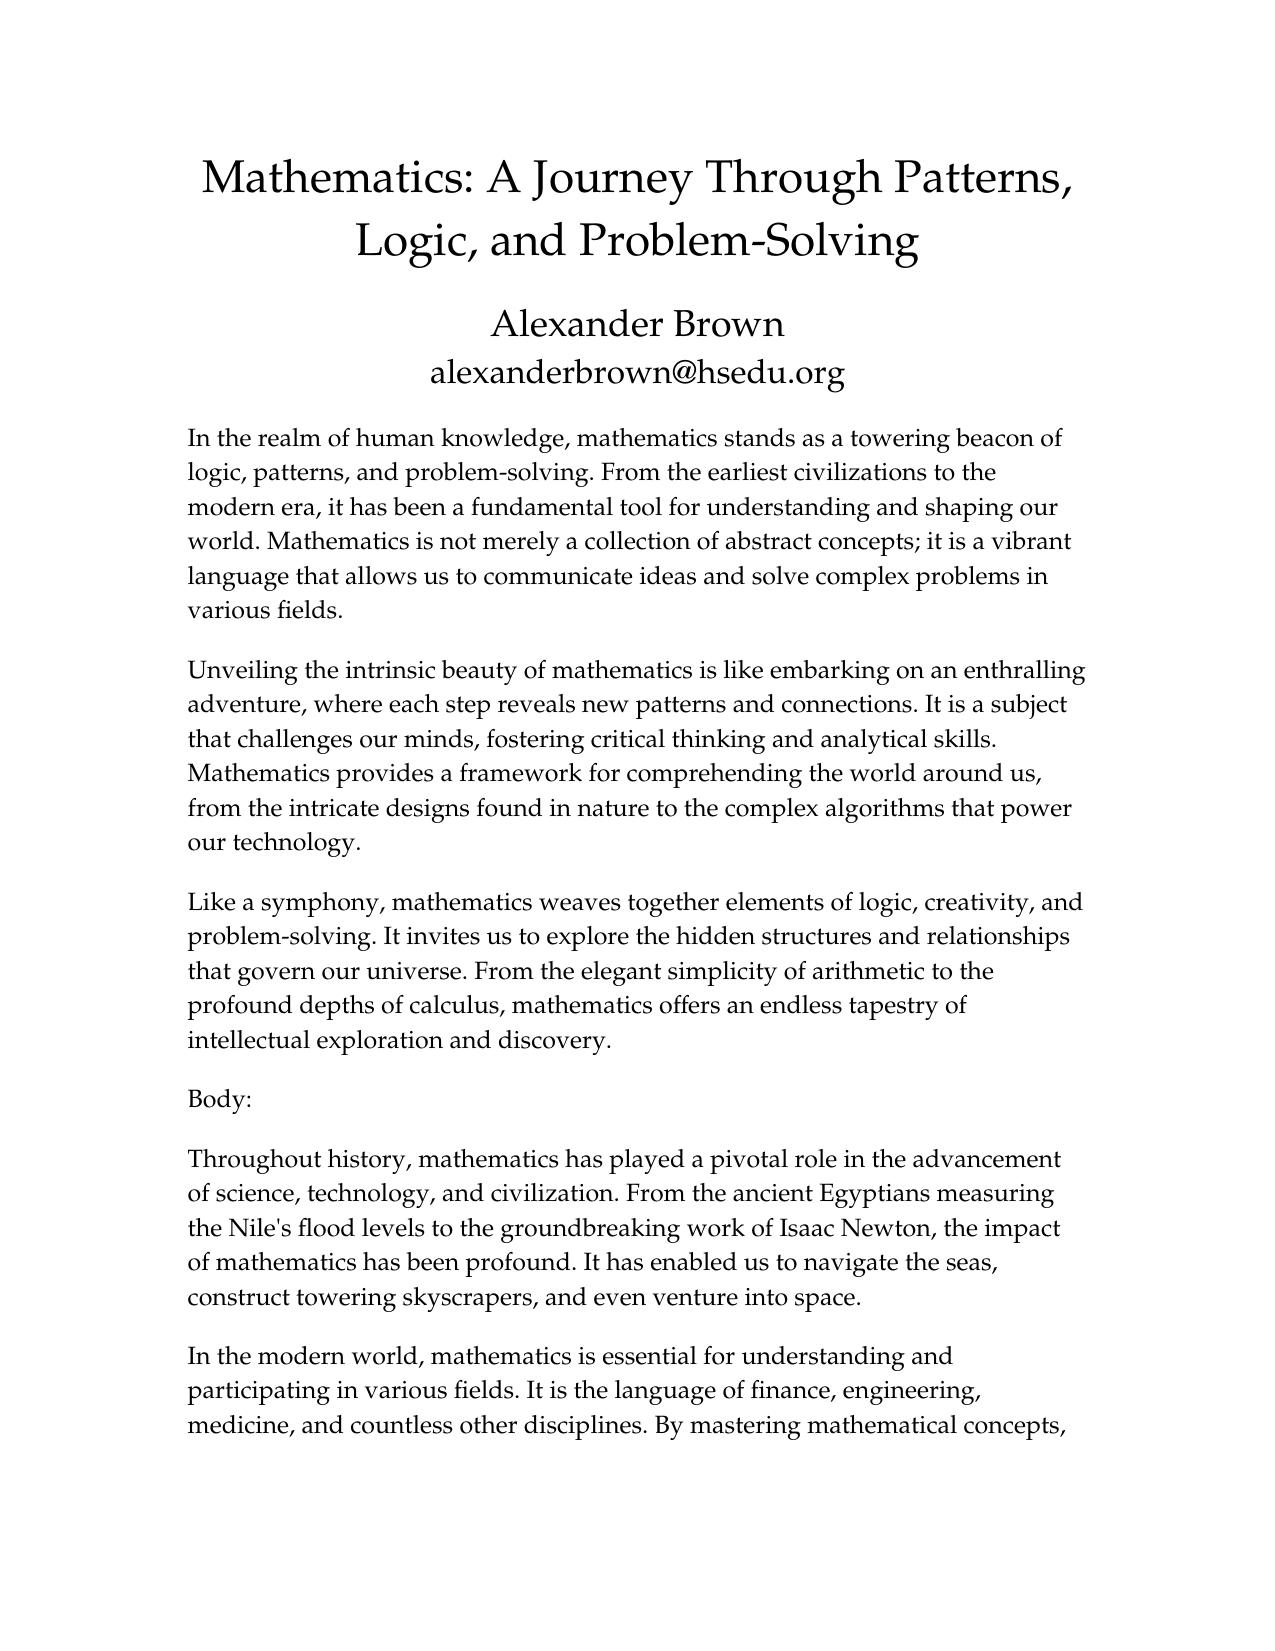 Mathematics: A Journey Through Patterns,
Logic, and Problem-Solving
Alexander Brown
alexanderbrown@hsedu.org
In the realm of human knowledge, mathematics stands as a towering beacon of
logic, patterns, and problem-solving. From the earliest civilizations to the
modern era, it has been a fundamental tool for understanding and shaping our
world. Mathematics is not merely a collection of abstract concepts; it is a vibrant
language that allows us to communicate ideas and solve complex problems in
various fields.
Unveiling the intrinsic beauty of mathematics is like embarking on an enthralling
adventure, where each step reveals new patterns and connections. It is a subject
that challenges our minds, fostering critical thinking and analytical skills.
Mathematics provides a framework for comprehending the world around us,
from the intricate designs found in nature to the complex algorithms that power
our technology.
Like a symphony, mathematics weaves together elements of logic, creativity, and
problem-solving. It invites us to explore the hidden structures and relationships
that govern our universe. From the elegant simplicity of arithmetic to the
profound depths of calculus, mathematics offers an endless tapestry of
intellectual exploration and discovery.
Body:
Throughout history, mathematics has played a pivotal role in the advancement
of science, technology, and civilization. From the ancient Egyptians measuring
the Nile's flood levels to the groundbreaking work of Isaac Newton, the impact
of mathematics has been profound. It has enabled us to navigate the seas,
construct towering skyscrapers, and even venture into space.
In the modern world, mathematics is essential for understanding and
participating in various fields. It is the language of finance, engineering,
medicine, and countless other disciplines. By mastering mathematical concepts,